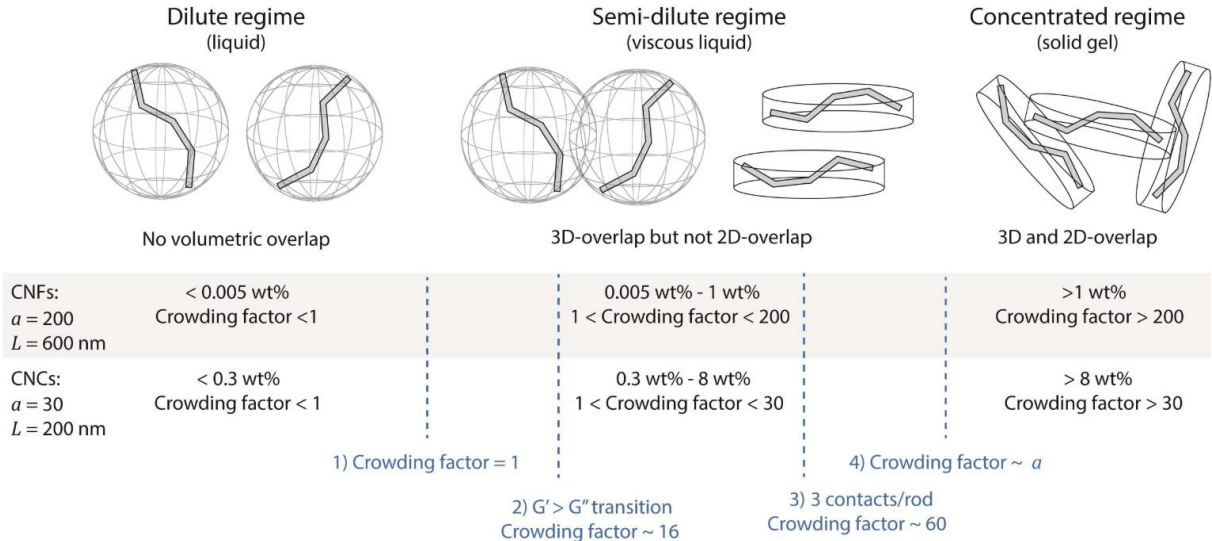 Dilute regime
(liquid)
Semi-dilute regime
(viscous liquid)
Concentrated regime
(solid gel)
No volumetric overlap
3D-overlap but not 2D-overlap
3D and 2D-overlap
CNFs:
a = 200
L = 600 nm
< 0.005 wt%
Crowding factor <1
0.005 wt% - 1 wt%
1 < Crowding factor < 200
>1 wt%
Crowding factor > 200
CNCs:
a = 30
L = 200 nm
< 0.3 wt%
Crowding factor < 1
0.3 wt% - 8 wt%
1 < Crowding factor < 30
> 8 wt%
Crowding factor > 30
1) Crowding factor = 1
2) G' > G" transition
Crowding factor ~ 16
3) 3 contacts/rod
Crowding factor ~ 60
4) Crowding factor ~ a